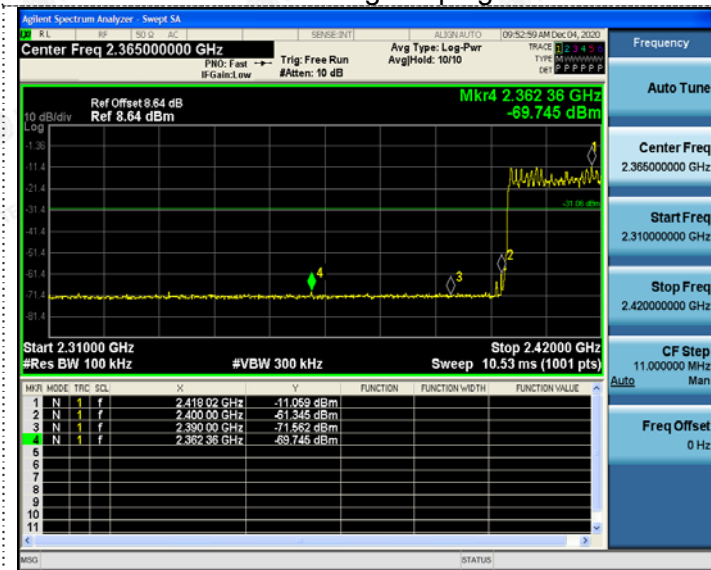 Agilent Spectrum Analyzer - Swept SA
RL RF 50 Ω AC SENSE:INT ALIGN AUTO 09:52:59 AM Dec 04, 2020
Center Freq 2.365000000 GHz
PNO: Fast
IFGain:Low
Trig: Free Run
#Atten: 10 dB
Avg Type: Log-Pwr
Avg|Hold: 10/10
TRACE 1 2 3 4 5 6
TYPE MWWWWW
DET P P P P P P
Ref Offset 8.64 dB
10 dB/div Ref 8.64 dBm
Log
Mkr4 2.362 36 GHz
-69.745 dBm
-1.36
-11.4
-21.4
-31.4
-41.4
-51.4
-61.4
-71.4
-81.4
-31.06 dBm
1
2
3
4
Start 2.31000 GHz Stop 2.42000 GHz
#Res BW 100 kHz #VBW 300 kHz Sweep 10.53 ms (1001 pts)
MKR MODE TRC SCL X Y FUNCTION FUNCTION WIDTH FUNCTION VALUE
1 N 1 f 2.419 02 GHz -11.059 dBm
2 N 1 f 2.400 00 GHz -61.345 dBm
3 N 1 f 2.390 00 GHz -71.562 dBm
4 N 1 f 2.362 36 GHz -69.745 dBm
5
6
7
8
9
10
11
MSG STATUS
Frequency
Auto Tune
Center Freq
2.365000000 GHz
Start Freq
2.310000000 GHz
Stop Freq
2.420000000 GHz
CF Step
11.000000 MHz
Auto Man
Freq Offset
0 Hz